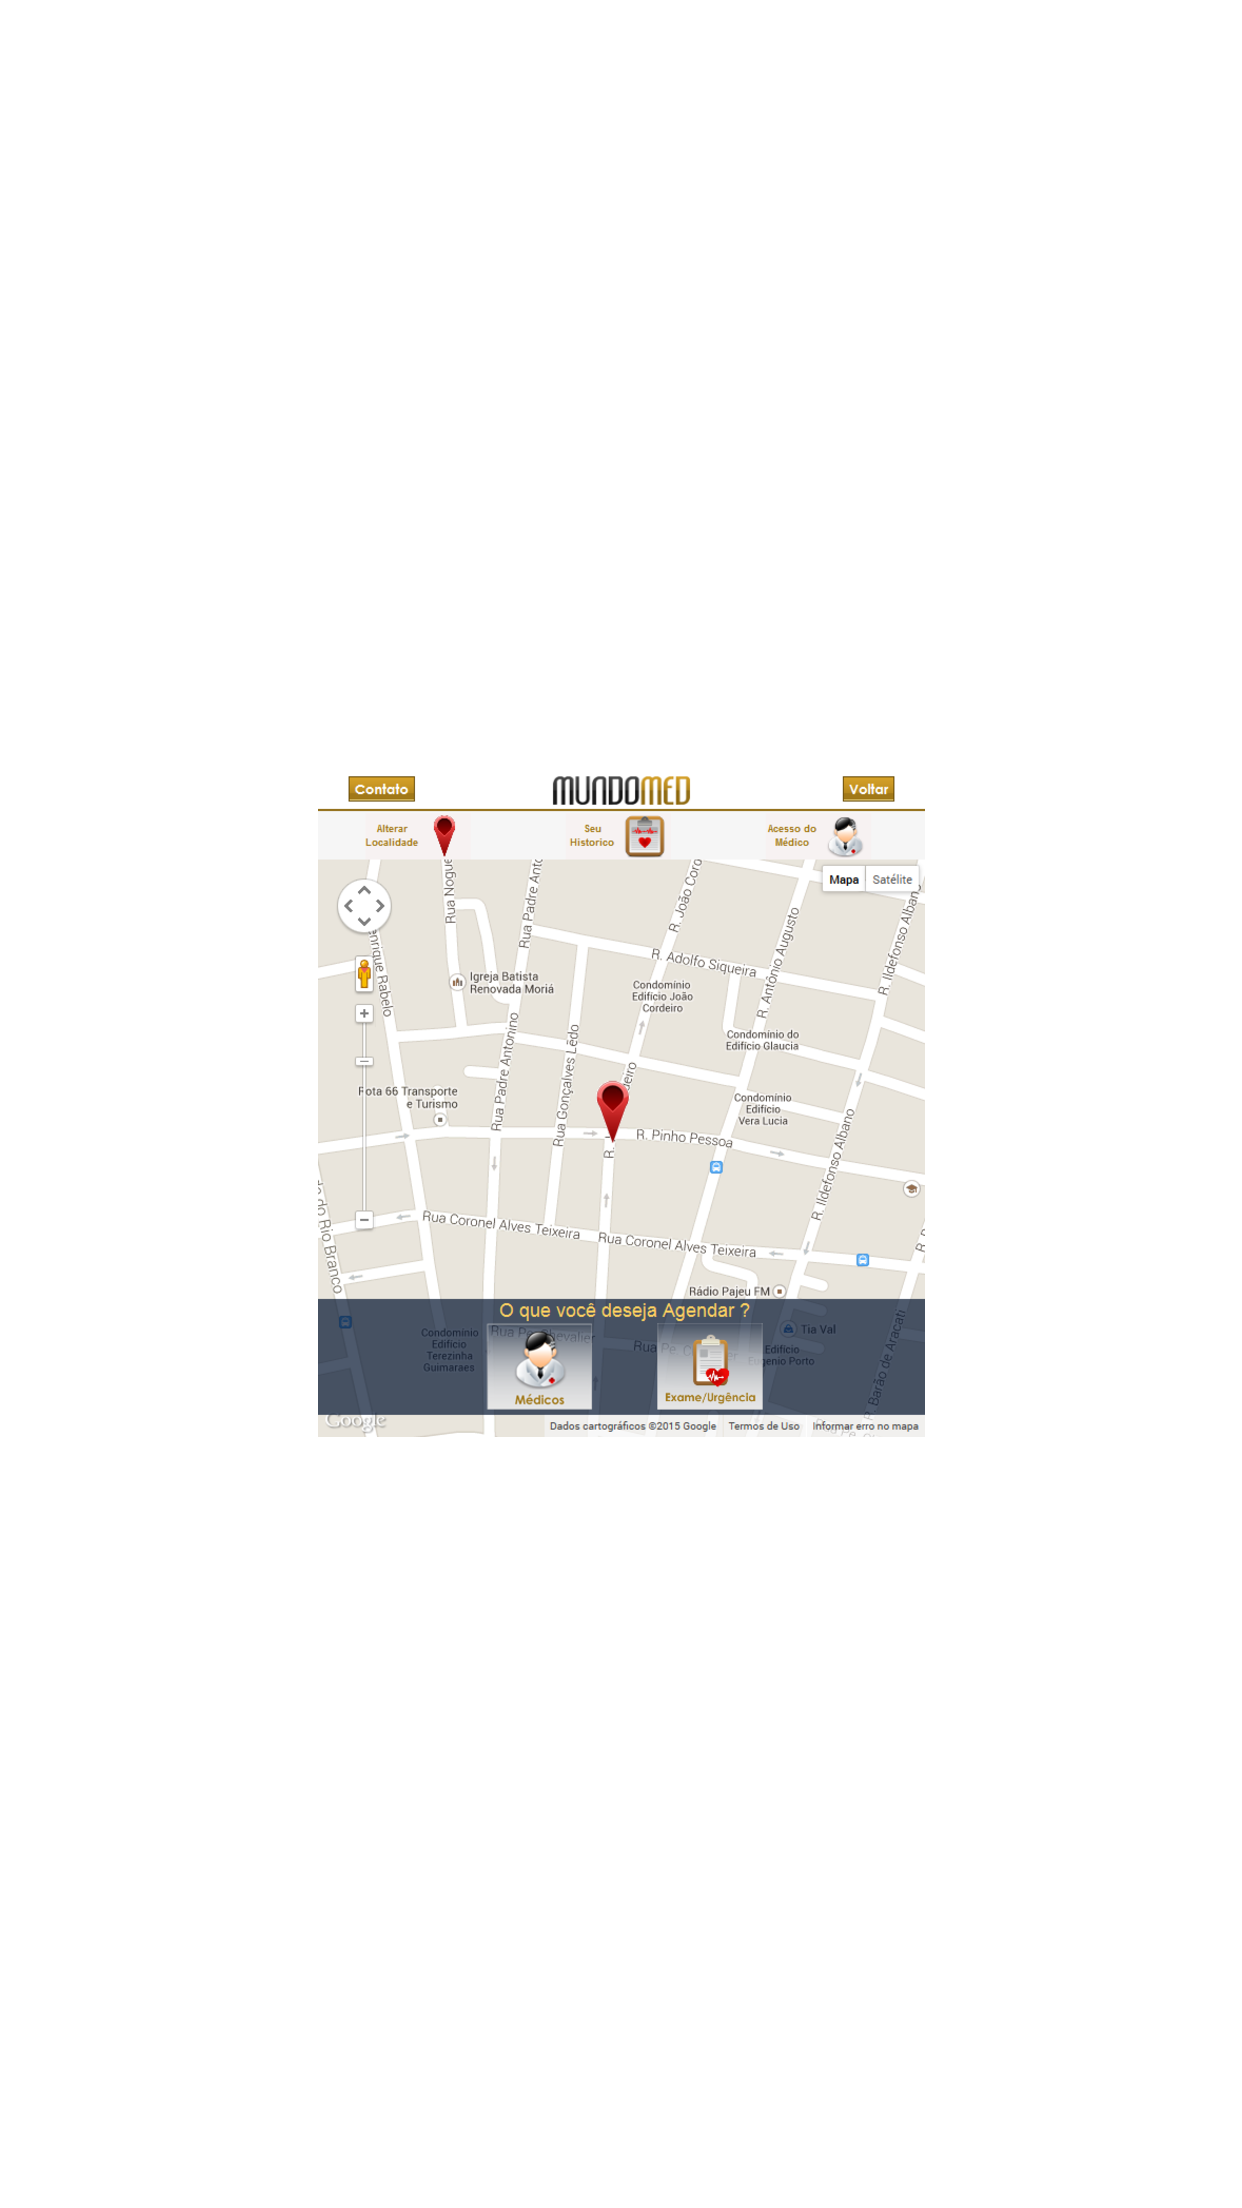 Contato
MUNDOMED
Voltar
Alterar
Localidade
Seu
Historico
Acesso do
Médico
Mapa
Satélite
Rua Nogue
Rua Padre Anto
R. João Cord
R. Adolfo Siqueira
R. Antônio Augusto
R. Ildefonso Albano
enrique Rabelo
Igreja Batista
Renovada Moriá
Condomínio
Edifício João
Cordeiro
Condomínio do
Edifício Glaucia
Rua Padre Antonino
Rua Gonçalves Lêdo
deiro
Rota 66 Transporte
e Turismo
Condomínio
Edifício
Vera Lucia
R. Pinho Pessoa
R.
R. Ildefonso Albano
do Rio Branco
Rua Coronel Alves Teixeira
Rua Coronel Alves Teixeira
Rádio Pajeu FM
O que você deseja Agendar ?
Condomínio
Edifício
Terezinha
Guimaraes
Tia Val
Edifício
Eugenio Porto
R. Barão de Aracati
Médicos
Exame/Urgência
Google
Dados cartográficos ©2015 Google
Termos de Uso
Informar erro no mapa